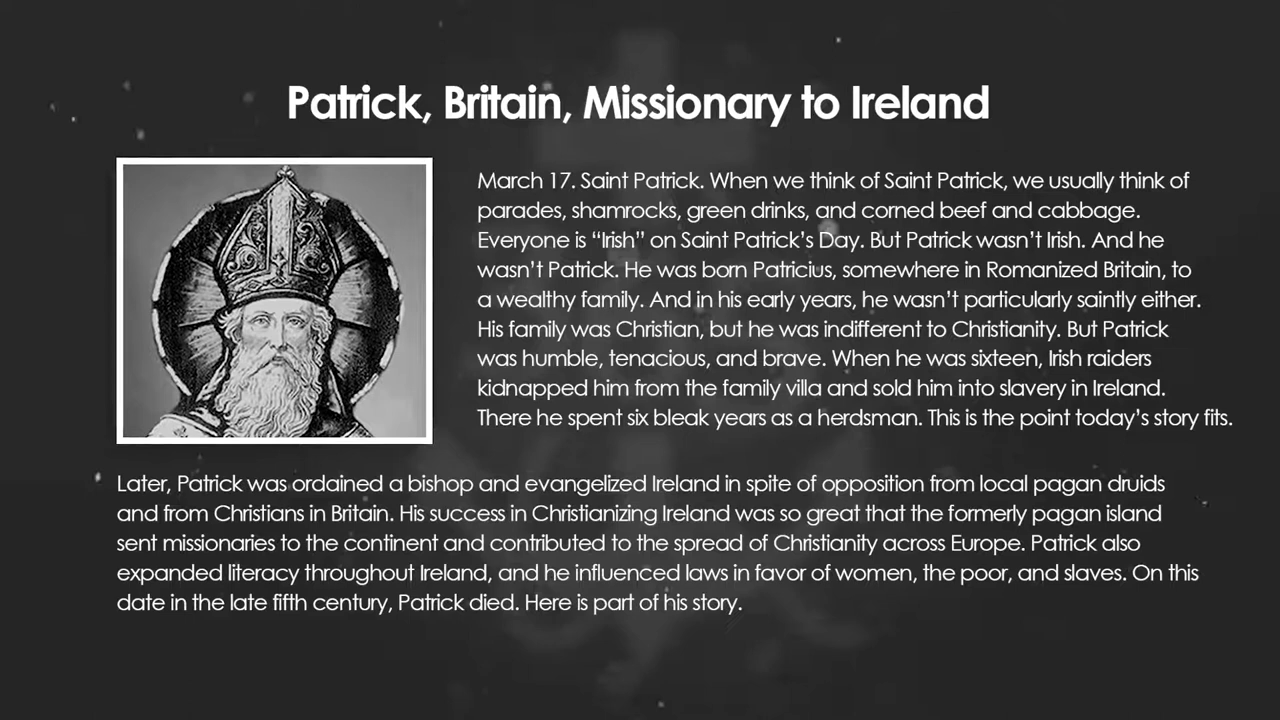 Patrick, Britain, Missionary to Ireland
March 17. Saint Patrick. When we think of Saint Patrick, we usually think of
parades, shamrocks, green drinks, and corned beef and cabbage.
Everyone is “Irish” on Saint Patrick’s Day. But Patrick wasn’t Irish. And he
wasn’t Patrick. He was born Patricius, somewhere in Romanized Britain, to
a wealthy family. And in his early years, he wasn’t particularly saintly either.
His family was Christian, but he was indifferent to Christianity. But Patrick
was humble, tenacious, and brave. When he was sixteen, Irish raiders
kidnapped him from the family villa and sold him into slavery in Ireland.
There he spent six bleak years as a herdsman. This is the point today’s story fits.
Later, Patrick was ordained a bishop and evangelized Ireland in spite of opposition from local pagan druids
and from Christians in Britain. His success in Christianizing Ireland was so great that the formerly pagan island
sent missionaries to the continent and contributed to the spread of Christianity across Europe. Patrick also
expanded literacy throughout Ireland, and he influenced laws in favor of women, the poor, and slaves. On this
date in the late fifth century, Patrick died. Here is part of his story.